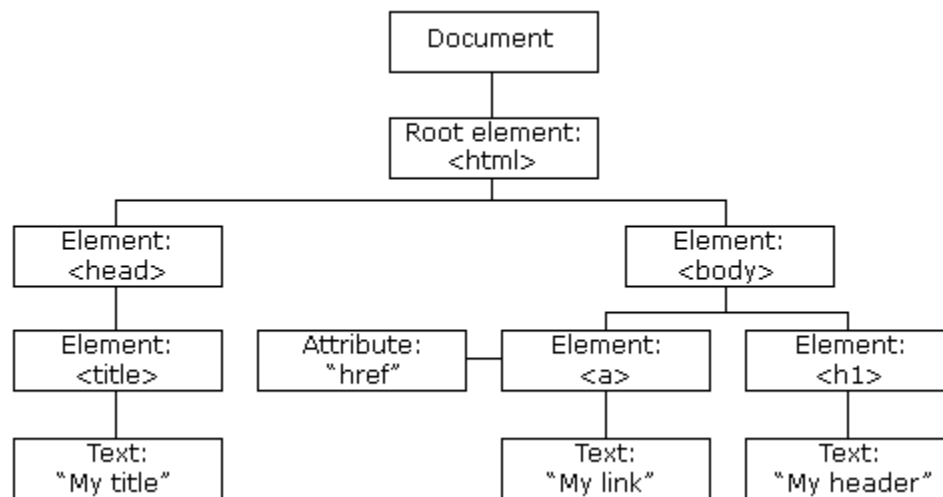 Document
Root element:
<html>
Element:
<head>
Element:
<body>
Element:
<title>
Attribute:
“href”
Element:
<a>
Element:
<h1>
Text:
“My title”
Text:
“My link”
Text:
“My header”